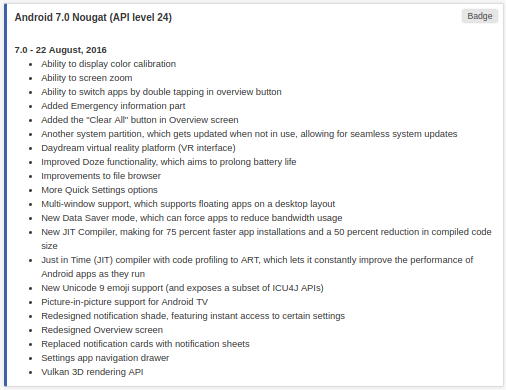 Android 7.0 Nougat (API level 24)
Badge
7.0 - 22 August, 2016
Ability to display color calibration
Ability to screen zoom
Ability to switch apps by double tapping in overview button
Added Emergency information part
Added the "Clear All" button in Overview screen
Another system partition, which gets updated when not in use, allowing for seamless system updates
Daydream virtual reality platform (VR interface)
Improved Doze functionality, which aims to prolong battery life
Improvements to file browser
More Quick Settings options
Multi-window support, which supports floating apps on a desktop layout
New Data Saver mode, which can force apps to reduce bandwidth usage
New JIT Compiler, making for 75 percent faster app installations and a 50 percent reduction in compiled code
size
Just in Time (JIT) compiler with code profiling to ART, which lets it constantly improve the performance of
Android apps as they run
New Unicode 9 emoji support (and exposes a subset of ICU4J APIs)
Picture-in-picture support for Android TV
Redesigned notification shade, featuring instant access to certain settings
Redesigned Overview screen
Replaced notification cards with notification sheets
Settings app navigation drawer
Vulkan 3D rendering API